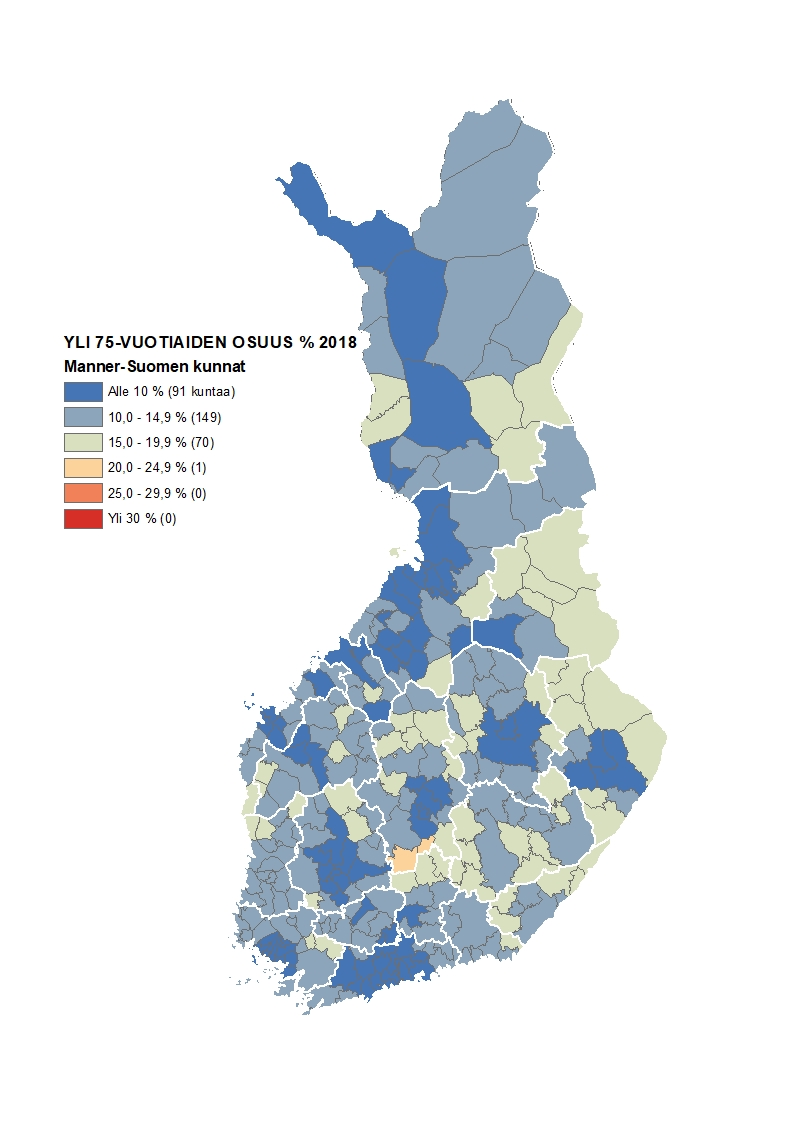 YLI 75-VUOTIAIDEN OSUUS % 2018
Manner-Suomen kunnat
Alle 10 % (91 kuntaa)
10,0 - 14,9 % (149)
15,0 - 19,9 % (70)
20,0 - 24,9 % (1)
25,0 - 29,9 % (0)
Yli 30 % (0)